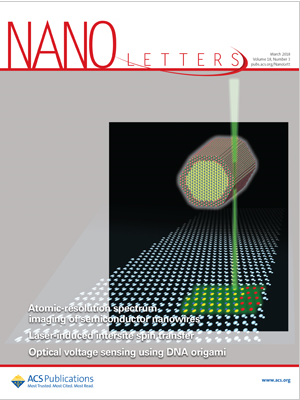 NANO LETTERS
March 2018
Volume 18, Number 3
pubs.acs.org/NanoLett
Atomic-resolution spectrum
imaging of semiconductor nanowires
Laser-induced intersite spin transfer
Optical voltage sensing using DNA origami
ACS Publications
Most Trusted. Most Cited. Most Read.
www.acs.org